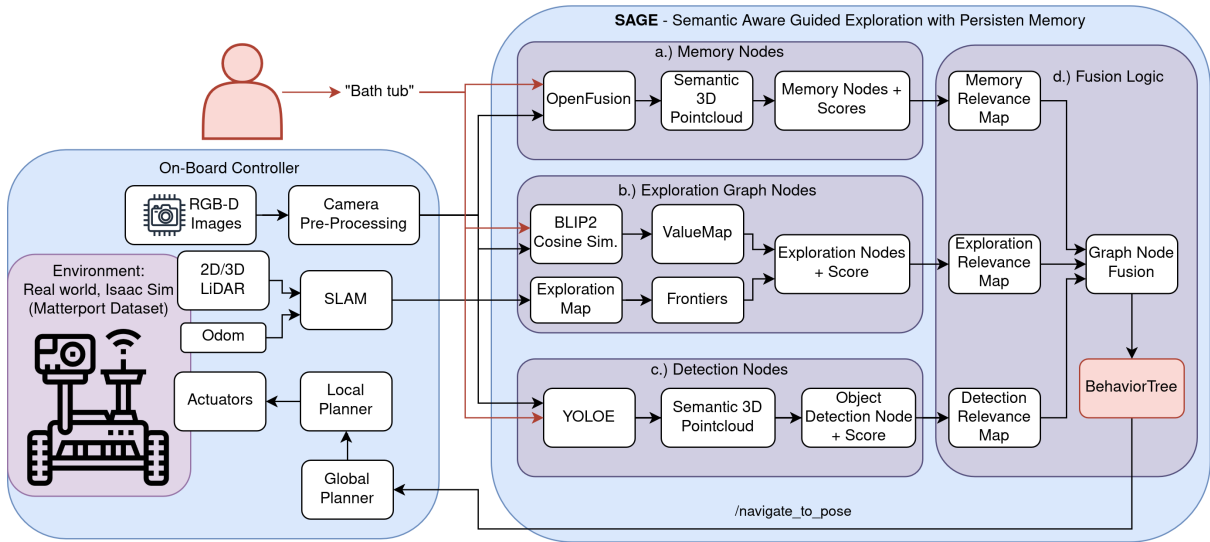 SAGE - Semantic Aware Guided Exploration with Persisten Memory
a.) Memory Nodes
"Bath tub"
OpenFusion
Semantic
3D
Pointcloud
Memory Nodes +
Scores
Memory
Relevance
Map
d.) Fusion Logic
On-Board Controller
RGB-D
Images
Camera
Pre-Processing
b.) Exploration Graph Nodes
BLIP2
Cosine Sim.
ValueMap
Exploration
Map
Frontiers
Exploration Nodes
+ Score
Exploration
Relevance
Map
Graph Node
Fusion
Environment:
Real world, Isaac Sim
(Matterport Dataset)
2D/3D
LiDAR
Odom
SLAM
Actuators
Local
Planner
Global
Planner
c.) Detection Nodes
YOLOE
Semantic 3D
Pointcloud
Object
Detection Node
+ Score
Detection
Relevance
Map
BehaviorTree
/navigate_to_pose